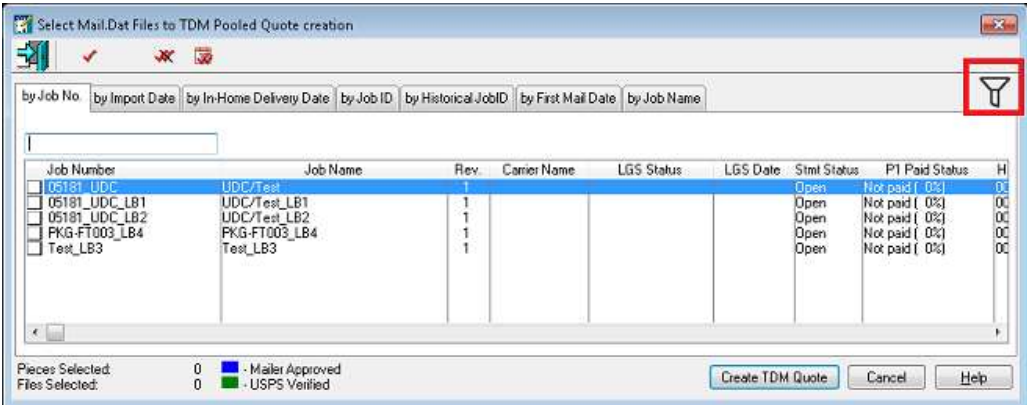 Select Mail.Dat Files to TDM Pooled Quote creation
by Job No. by Import Date by In-Home Delivery Date by Job ID by Historical JobID by First Mail Date by Job Name
Job Number Job Name Rev. Carrier Name LGS Status LGS Date Stmt Status P1 Paid Status H
05181_UDC UDC/Test 1 Open Not paid ( 0%) 00
05181_UDC_LB1 UDC/Test_LB1 1 Open Not paid ( 0%) 00
05181_UDC_LB2 UDC/Test_LB2 1 Open Not paid ( 0%) 00
PKG-FT003_LB4 PKG-FT003_LB4 1 Open Not paid ( 0%) 00
Test_LB3 Test_LB3 1 Open Not paid ( 0%) 00
Pieces Selected: 0 - Mailer Approved
Files Selected: 0 - USPS Verified
Create TDM Quote Cancel Help